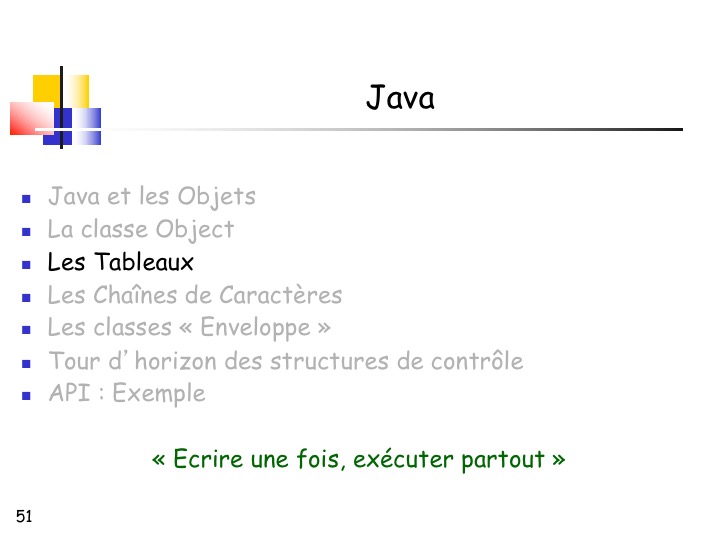 Java
Java et les Objets
La classe Object
Les Tableaux
Les Chaînes de Caractères
Les classes « Enveloppe »
Tour d’horizon des structures de contrôle
API : Exemple
« Ecrire une fois, exécuter partout »
51